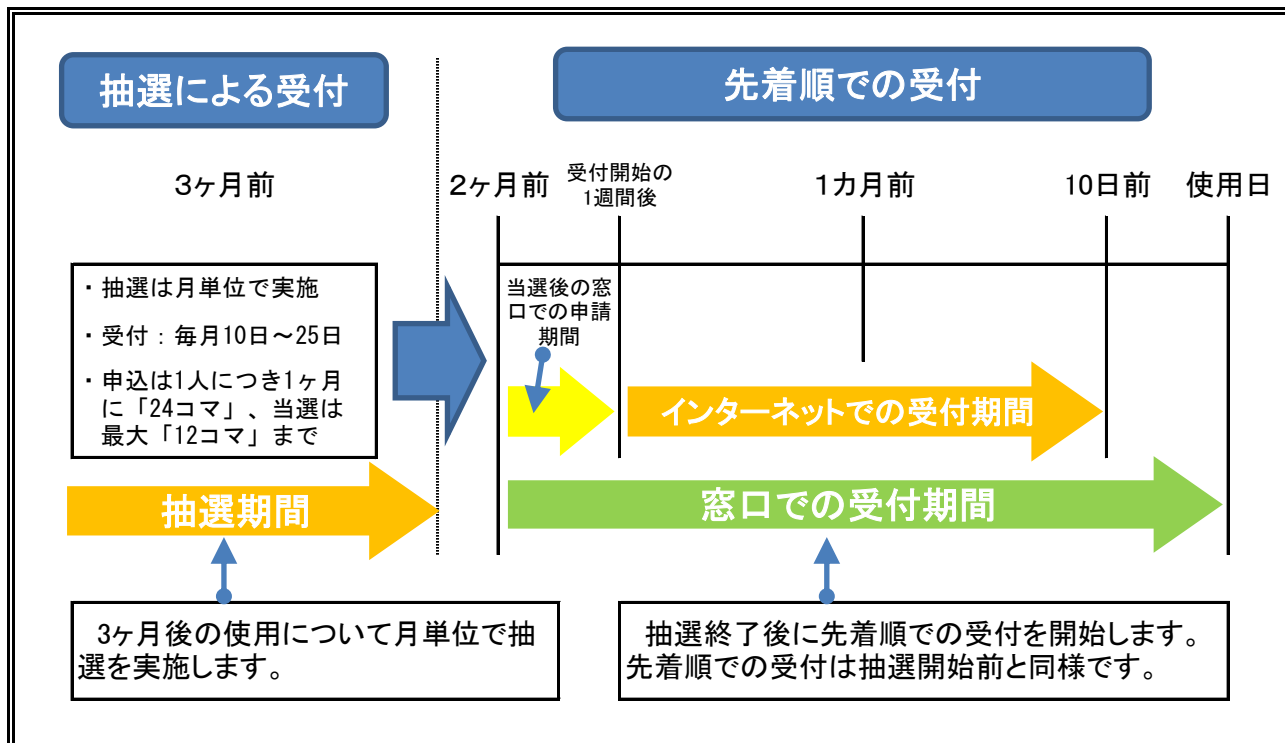 抽選による受付
先着順での受付
3ヶ月前
2ヶ月前
受付開始の
1週間後
1カ月前
10日前
使用日
・抽選は月単位で実施
・受付：毎月10日～25日
・申込は1人につき1ヶ月
に「24コマ」、当選は
最大「12コマ」まで
当選後の窓
口での申請
期間
インターネットでの受付期間
抽選期間
窓口での受付期間
3ヶ月後の使用について月単位で抽
選を実施します。
抽選終了後に先着順での受付を開始します。
先着順での受付は抽選開始前と同様です。